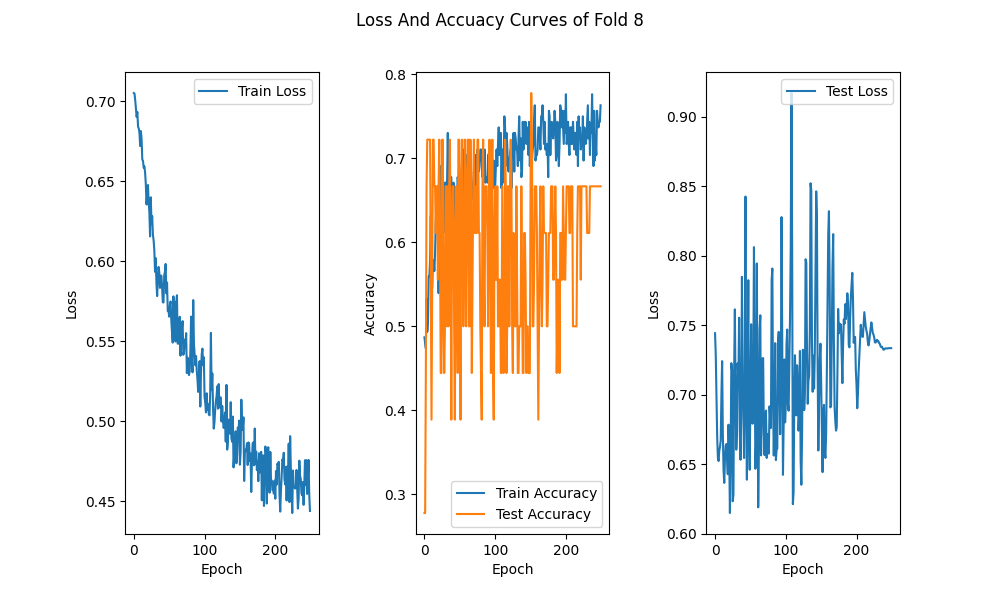 Loss And Accuacy Curves of Fold 8
Train Loss
0.70
0.65
0.60
0.55
0.50
0.45
Loss
0
100
200
Epoch
0.8
0.7
0.6
0.5
0.4
0.3
Accuracy
Train Accuracy
Test Accuracy
0
100
200
Epoch
Test Loss
0.90
0.85
0.80
0.75
0.70
0.65
0.60
Loss
0
100
200
Epoch